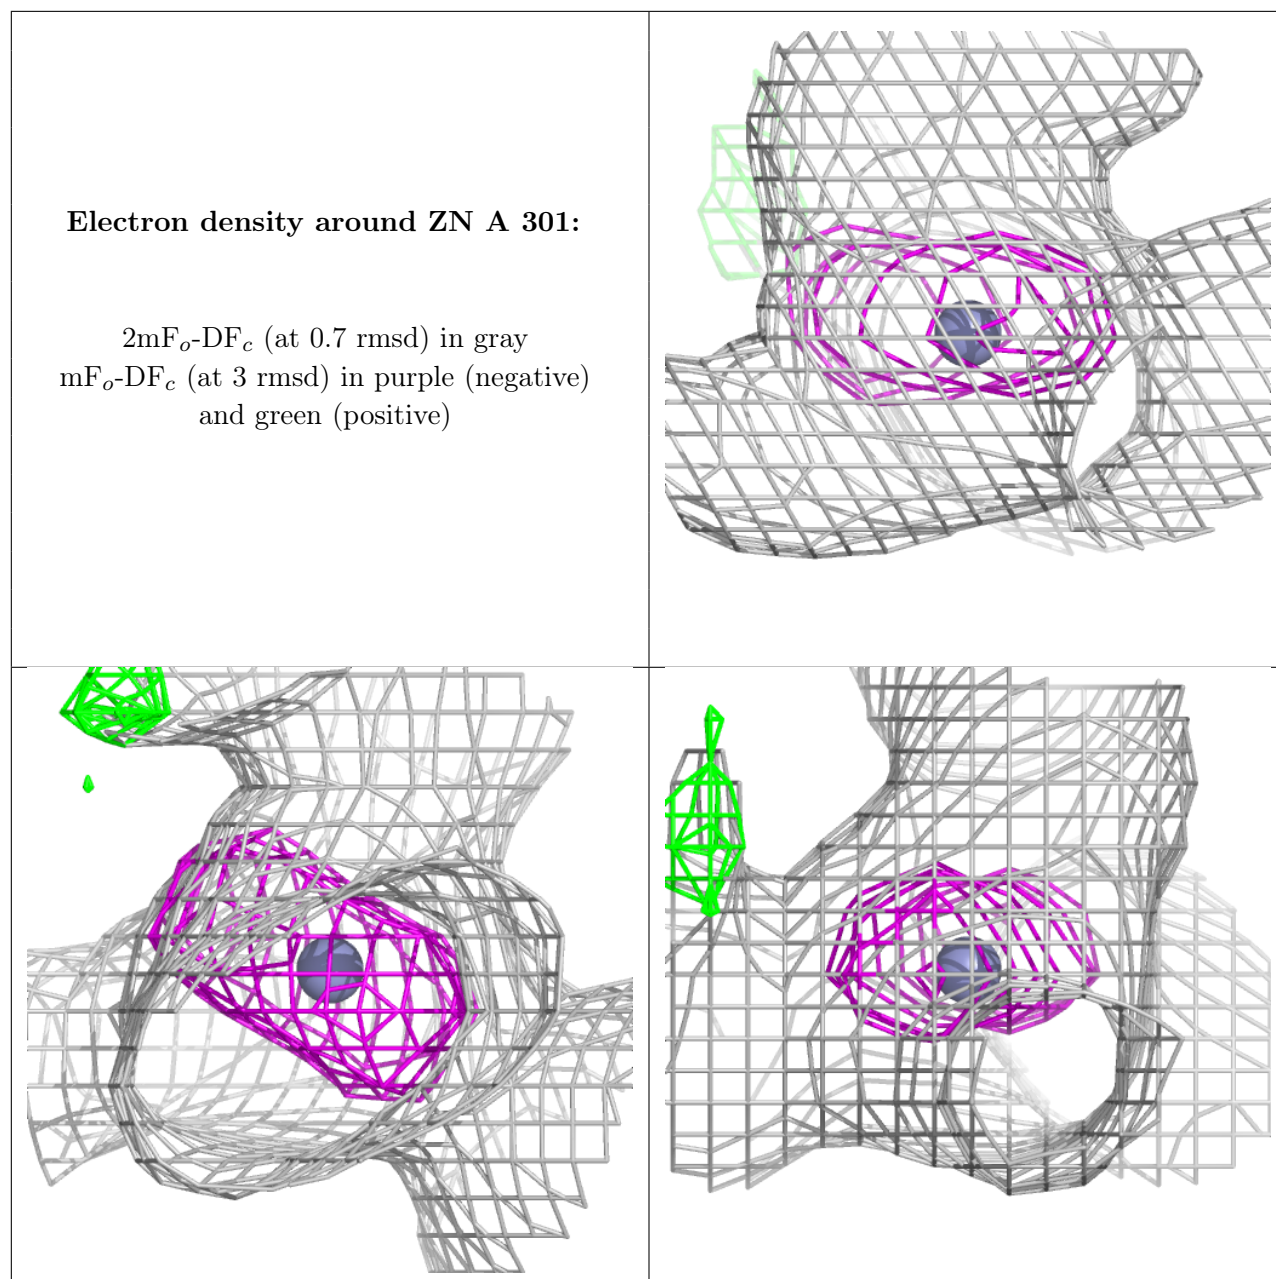 Electron density around ZN A 301:
2mFo-DFc (at 0.7 rmsd) in gray
mFo-DFc (at 3 rmsd) in purple (negative)
and green (positive)